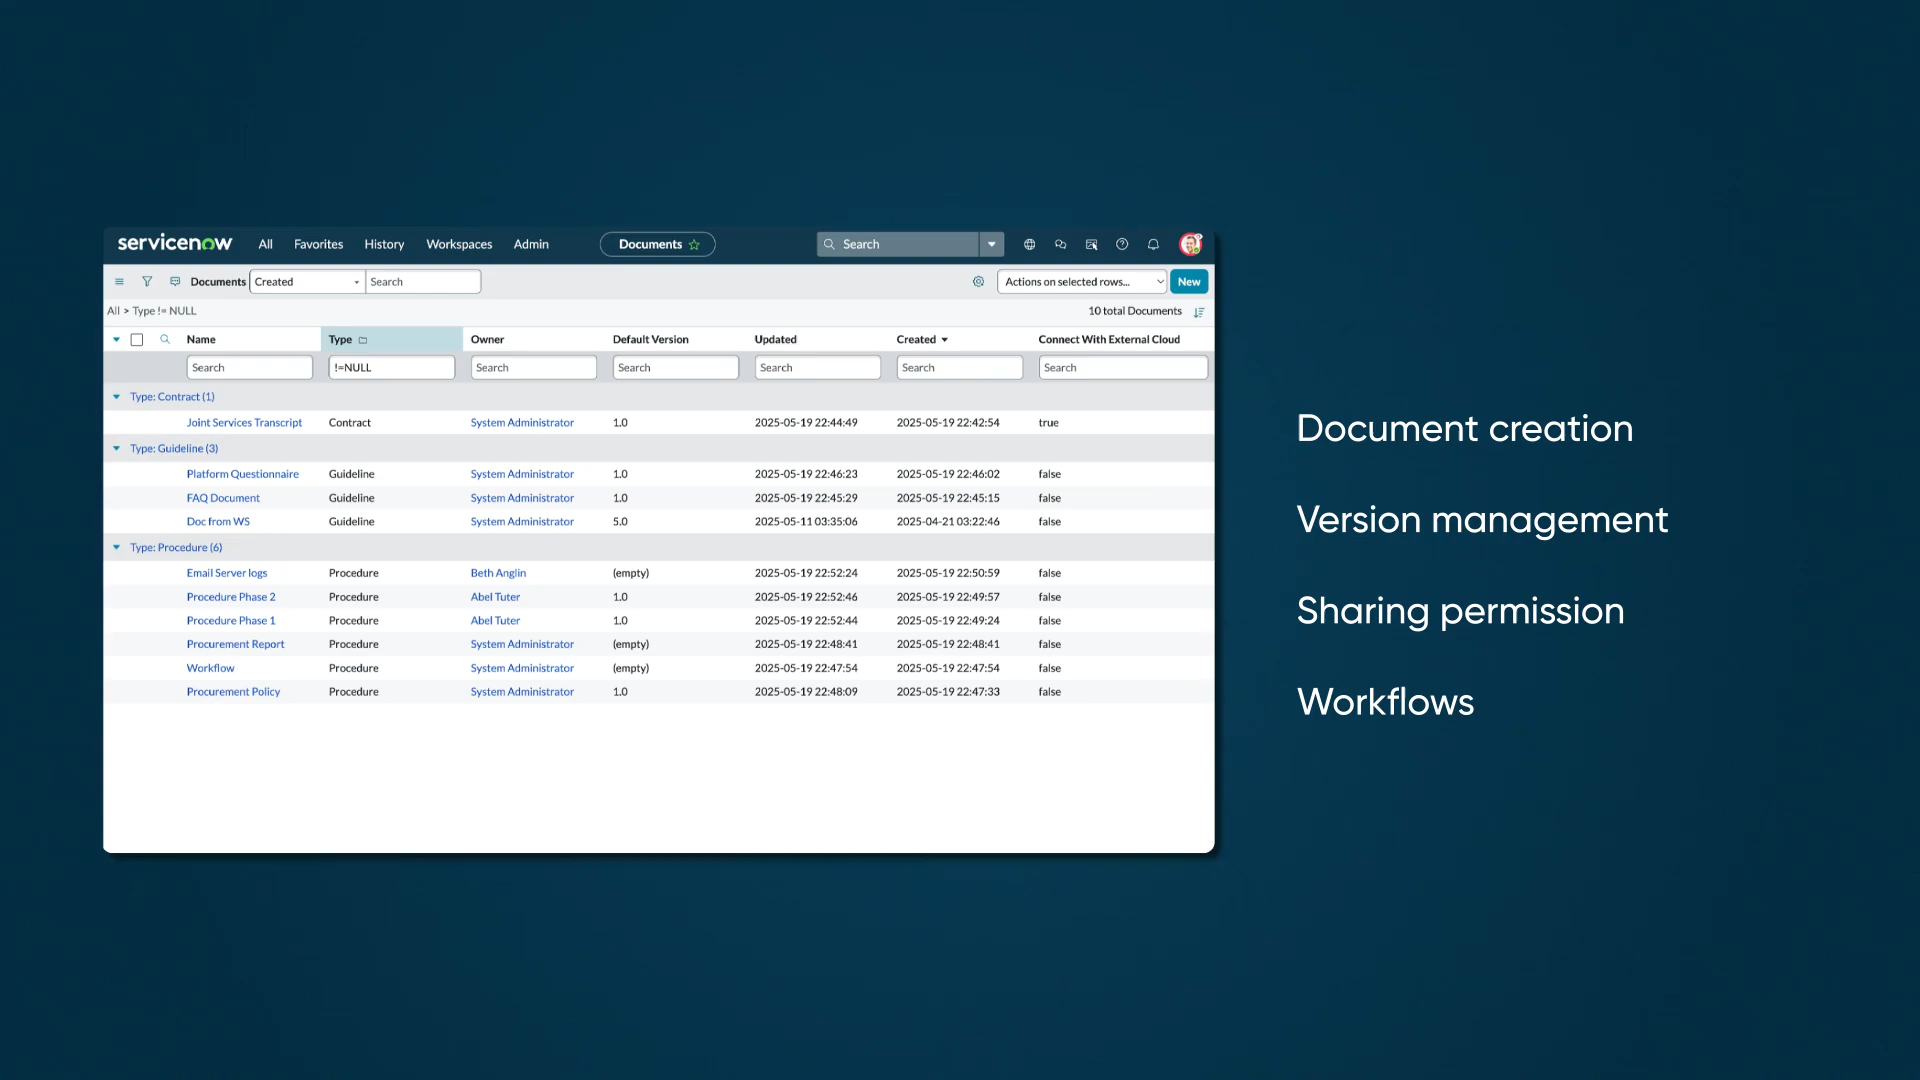 servicenow All Favorites History Workspaces Admin Documents Search
Documents Created Search Actions on selected rows... New
All > Type != NULL 10 total Documents
Name Type Owner Default Version Updated Created Connect With External Cloud
Search !=NULL Search Search Search Search Search
Type: Contract (1)
Joint Services Transcript Contract System Administrator 1.0 2025-05-19 22:44:49 2025-05-19 22:42:54 true
Type: Guideline (3)
Platform Questionnaire Guideline System Administrator 1.0 2025-05-19 22:46:23 2025-05-19 22:46:02 false
FAQ Document Guideline System Administrator 1.0 2025-05-19 22:45:29 2025-05-19 22:45:15 false
Doc from WS Guideline System Administrator 5.0 2025-05-11 03:35:06 2025-04-21 03:22:46 false
Type: Procedure (6)
Email Server logs Procedure Beth Anglin (empty) 2025-05-19 22:52:24 2025-05-19 22:50:59 false
Procedure Phase 2 Procedure Abel Tuter 1.0 2025-05-19 22:52:46 2025-05-19 22:49:57 false
Procedure Phase 1 Procedure Abel Tuter 1.0 2025-05-19 22:52:44 2025-05-19 22:49:24 false
Procurement Report Procedure System Administrator (empty) 2025-05-19 22:48:41 2025-05-19 22:48:41 false
Workflow Procedure System Administrator (empty) 2025-05-19 22:47:54 2025-05-19 22:47:54 false
Procurement Policy Procedure System Administrator 1.0 2025-05-19 22:48:09 2025-05-19 22:47:33 false
Document creation
Version management
Sharing permission
Workflows